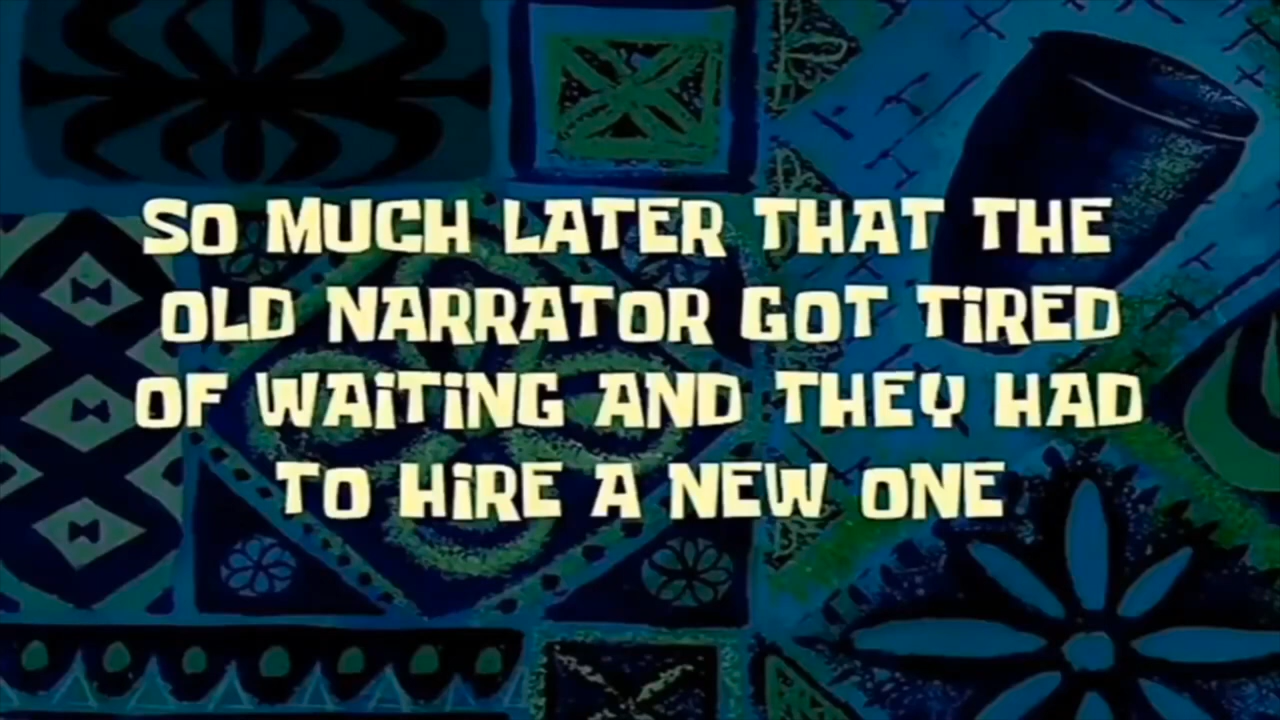 SO MUCH LATER THAT THE
OLD NARRATOR GOT TiRED
OF WAiTiNG AND THEY HAD
TO HiRE A NEW ONE